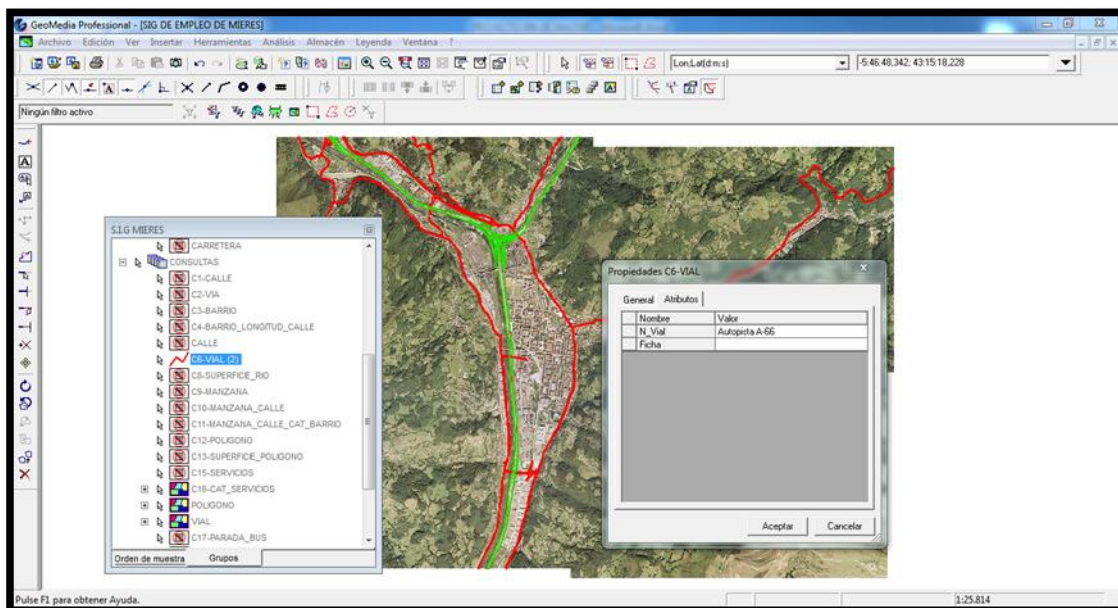 GeoMedia Professional - [SIG DE EMPLEO DE MIERES]
Archivo Edición Ver Insertar Herramientas Análisis Almacén Leyenda Ventana ?
Lon,Lat(d:m:s) -5:46:48,342; 43:15:18,228
Ningún filtro activo
S.I.G MIERES
CARRETERA
CONSULTAS
C1-CALLE
C2-VIA
C3-BARRIO
C4-BARRIO_LONGITUD_CALLE
CALLE
C6-VIAL (2)
C8-SUPERFICE_RIO
C9-MANZANA
C10-MANZANA_CALLE
C11-MANZANA_CALLE_CAT_BARRIO
C12-POLIGONO
C13-SUPERFICIE_POLIGONO
C15-SERVICIOS
C16-CAT_SERVICIOS
POLIGONO
VIAL
C17-PARADA_BUS
Orden de muestra Grupos
Propiedades C6-VIAL
General Atributos
Nombre Valor
N_Vial Autopista A-66
Ficha
Aceptar Cancelar
Pulse F1 para obtener Ayuda. 1:25.814